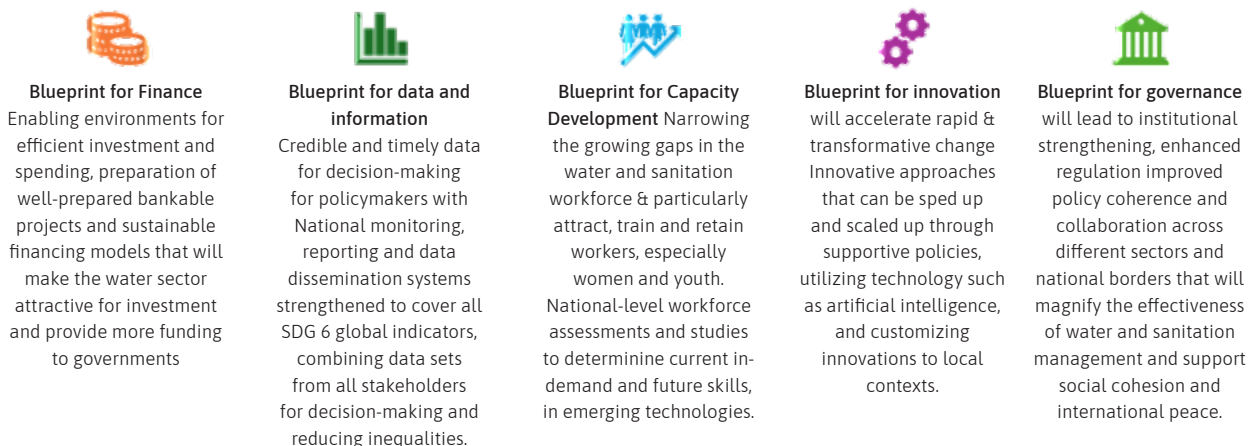 Blueprint for Finance
Enabling environments for
efficient investment and
spending, preparation of
well-prepared bankable
projects and sustainable
financing models that will
make the water sector
attractive for investment
and provide more funding
to governments
Blueprint for data and
information
Credible and timely data
for decision-making
for policymakers with
National monitoring,
reporting and data
dissemination systems
strengthened to cover all
SDG 6 global indicators,
combining data sets
from all stakeholders
for decision-making and
reducing inequalities.
Blueprint for Capacity
Development Narrowing
the growing gaps in the
water and sanitation
workforce & particularly
attract, train and retain
workers, especially
women and youth.
National-level workforce
assessments and studies
to determinine current in-
demand and future skills,
in emerging technologies.
Blueprint for innovation
will accelerate rapid &
transformative change
Innovative approaches
that can be sped up
and scaled up through
supportive policies,
utilizing technology such
as artificial intelligence,
and customizing
innovations to local
contexts.
Blueprint for governance
will lead to institutional
strengthening, enhanced
regulation improved
policy coherence and
collaboration across
different sectors and
national borders that will
magnify the effectiveness
of water and sanitation
management and support
social cohesion and
international peace.